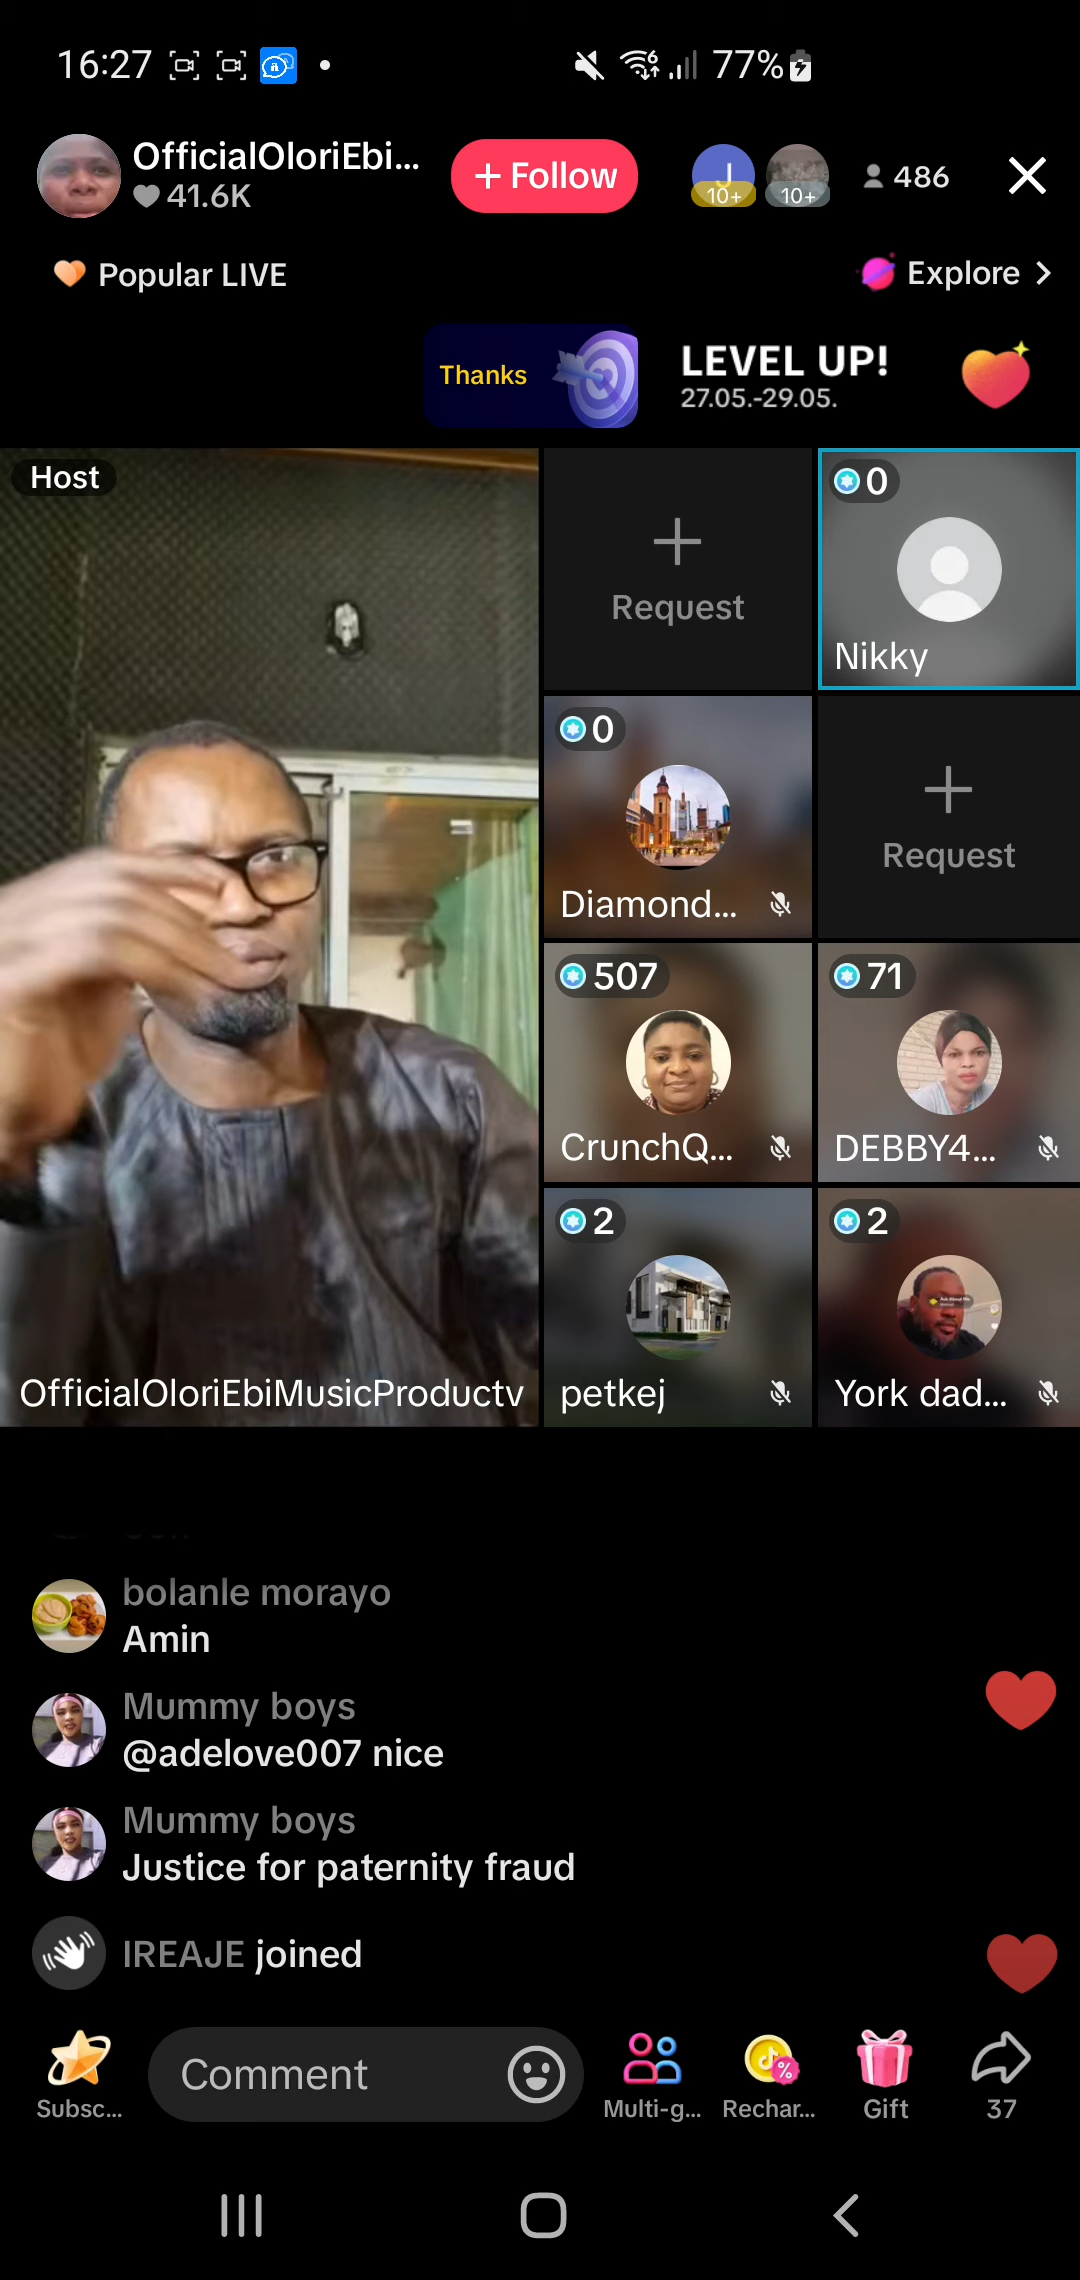 16:27
77%
OfficialOloriEbi...
41.6K
+ Follow
J
10+
10+
486
Popular LIVE
Explore >
Thanks
LEVEL UP!
27.05.-29.05.
Host
Request
0
Nikky
0
Diamond...
Request
507
CrunchQ...
71
DEBBY4...
OfficialOloriEbiMusicProductv
2
petkej
2
York dad...
bolanle morayo
Amin
Mummy boys
@adelove007 nice
Mummy boys
Justice for paternity fraud
IREAJE joined
Subsc...
Comment
Multi-g...
Rechar...
Gift
37